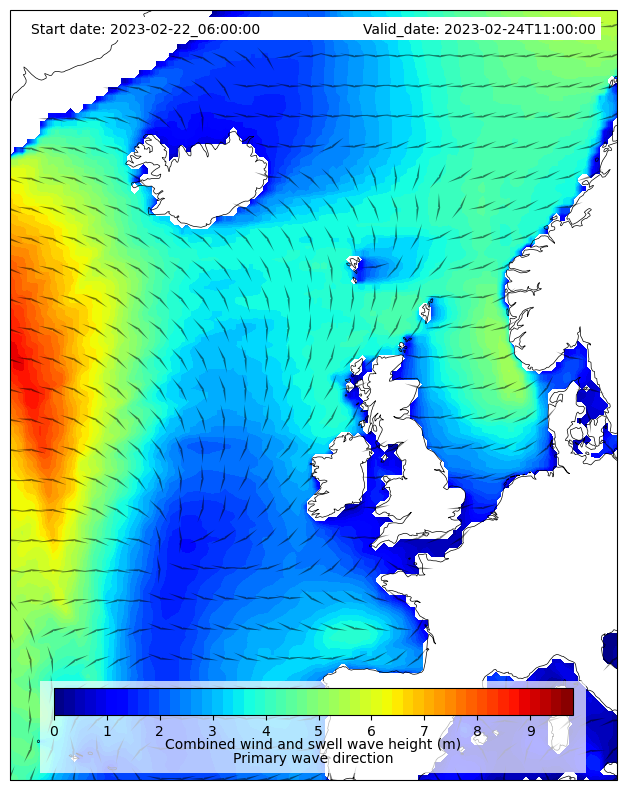 Start date: 2023-02-22_06:00:00 Valid_date: 2023-02-24T11:00:00
0 1 2 3 4 5 6 7 8 9
Combined wind and swell wave height (m)
Primary wave direction